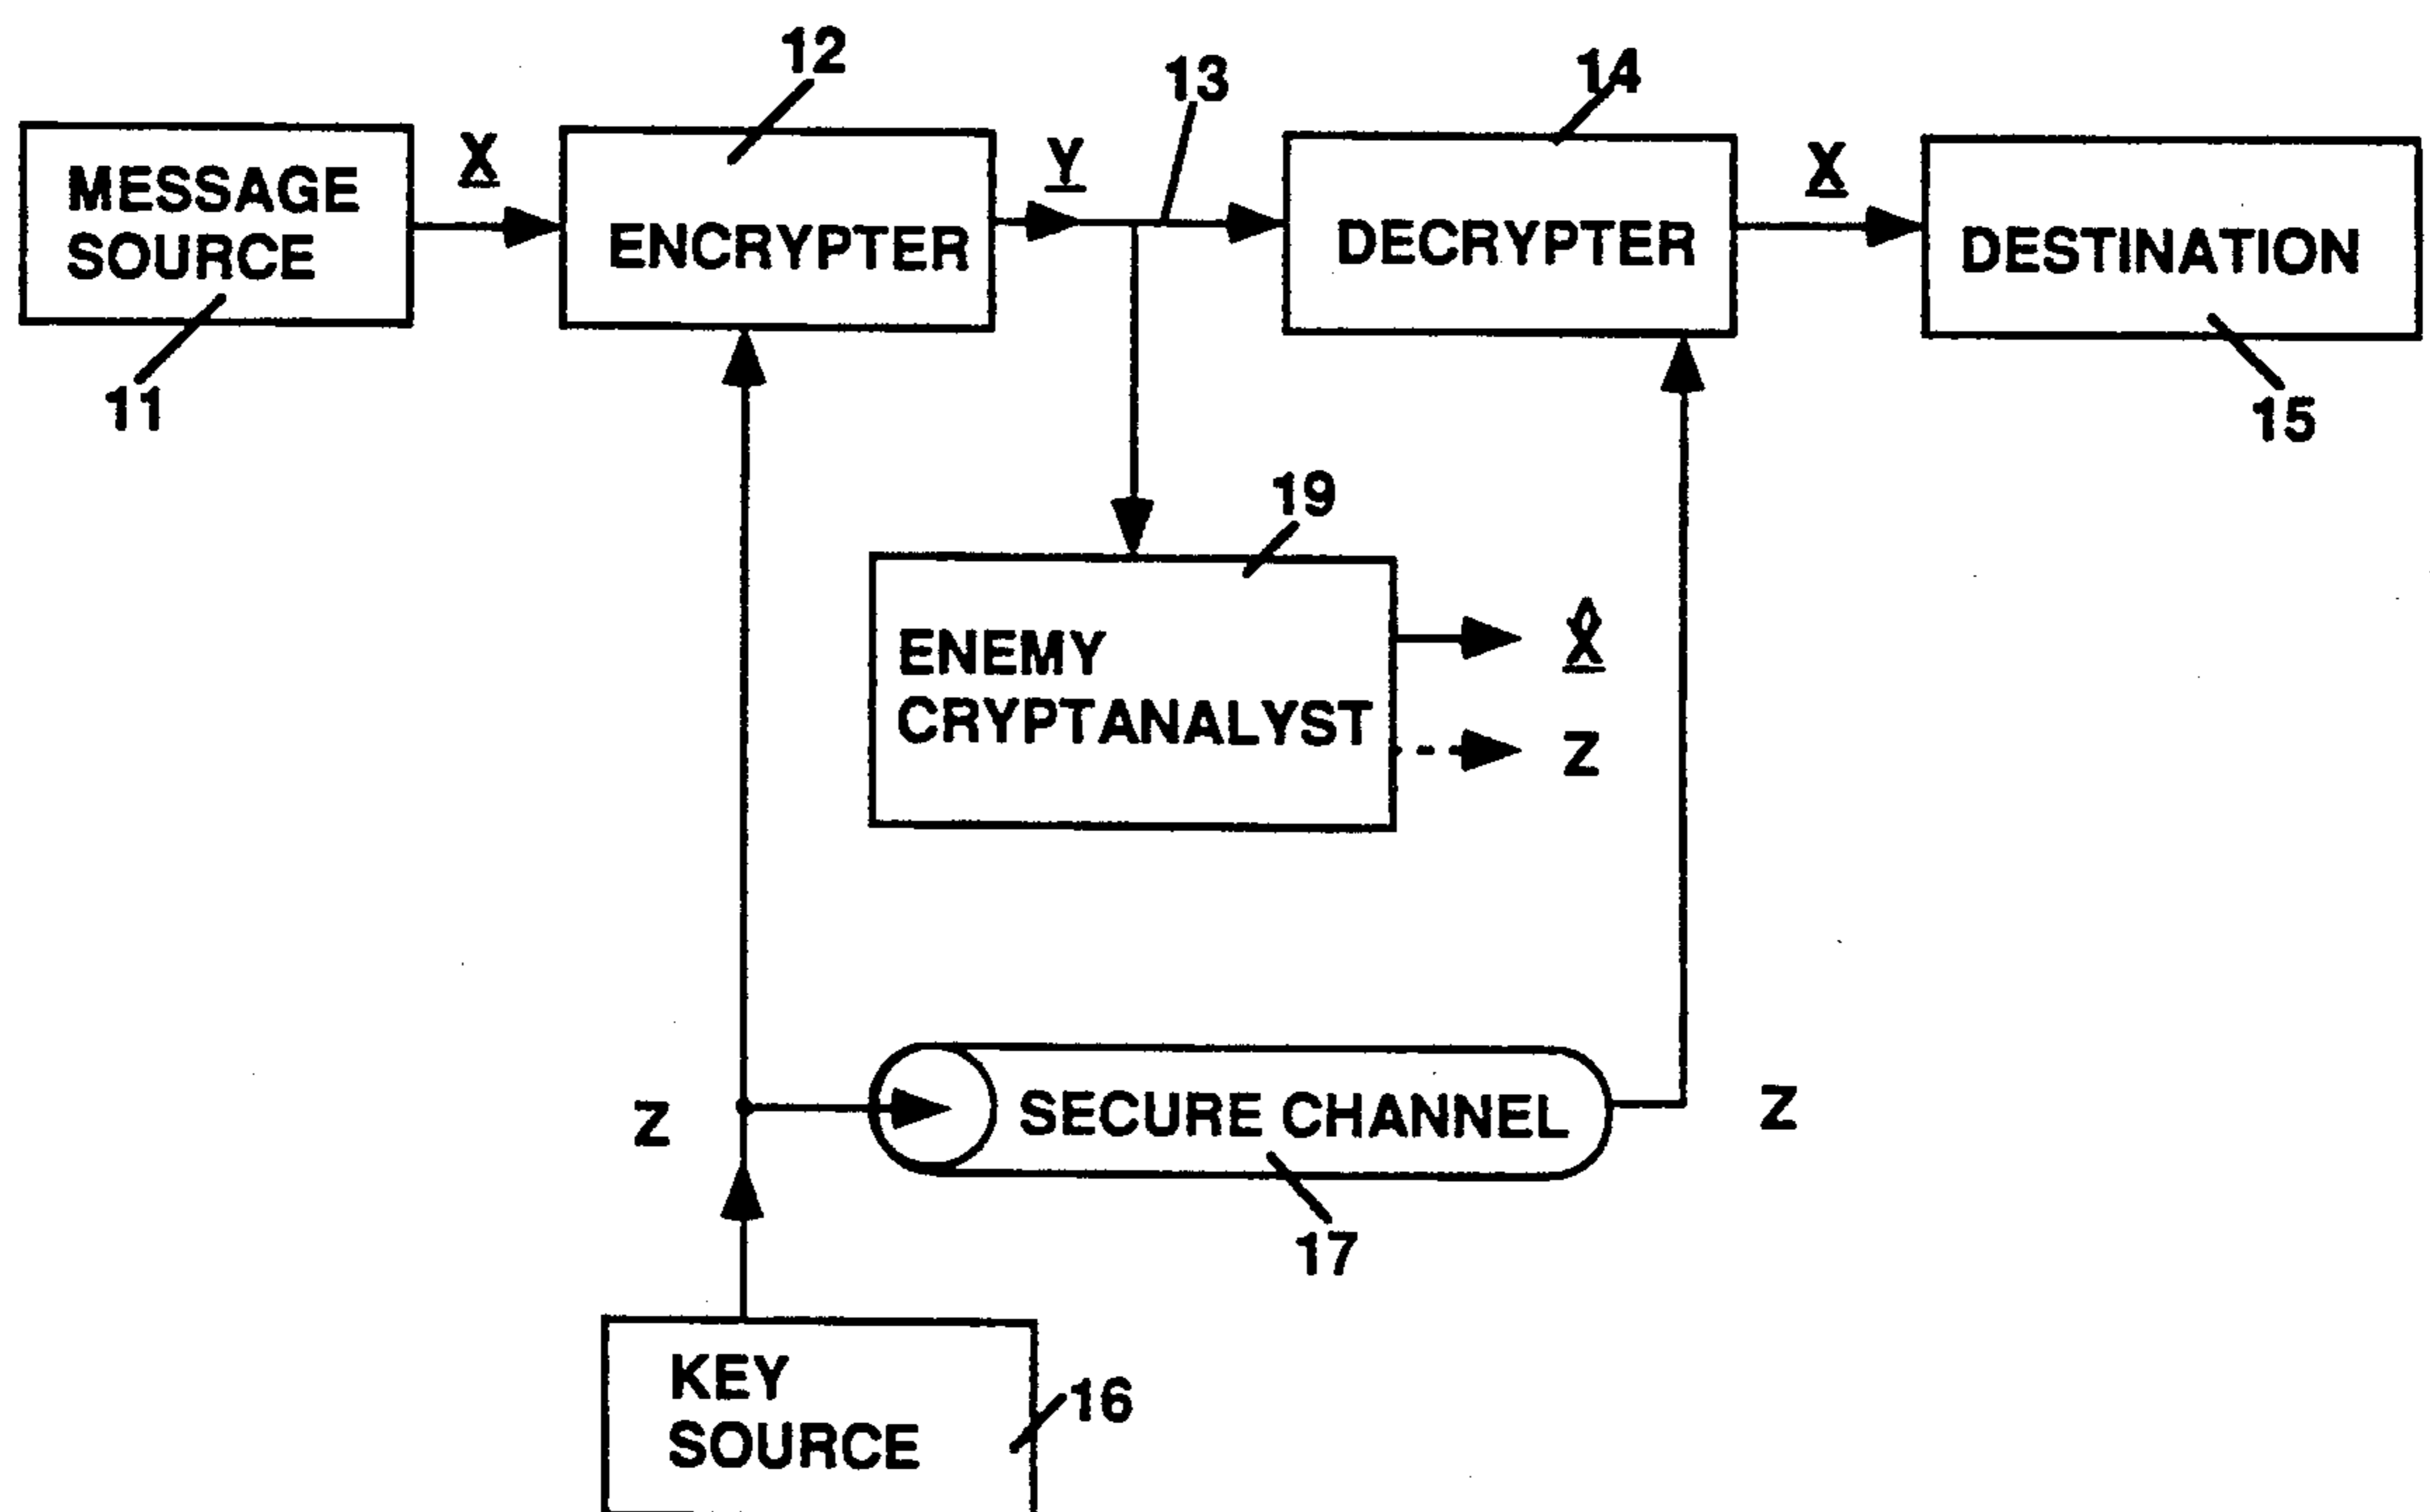 12
13
14
X
Y
X
MESSAGE
SOURCE
ENCRYPTER
DECRYPTER
DESTINATION
11
15
19
ENEMY
CRYPTANALYST
X̂
Z
Z
SECURE CHANNEL
Z
17
KEY
SOURCE
16